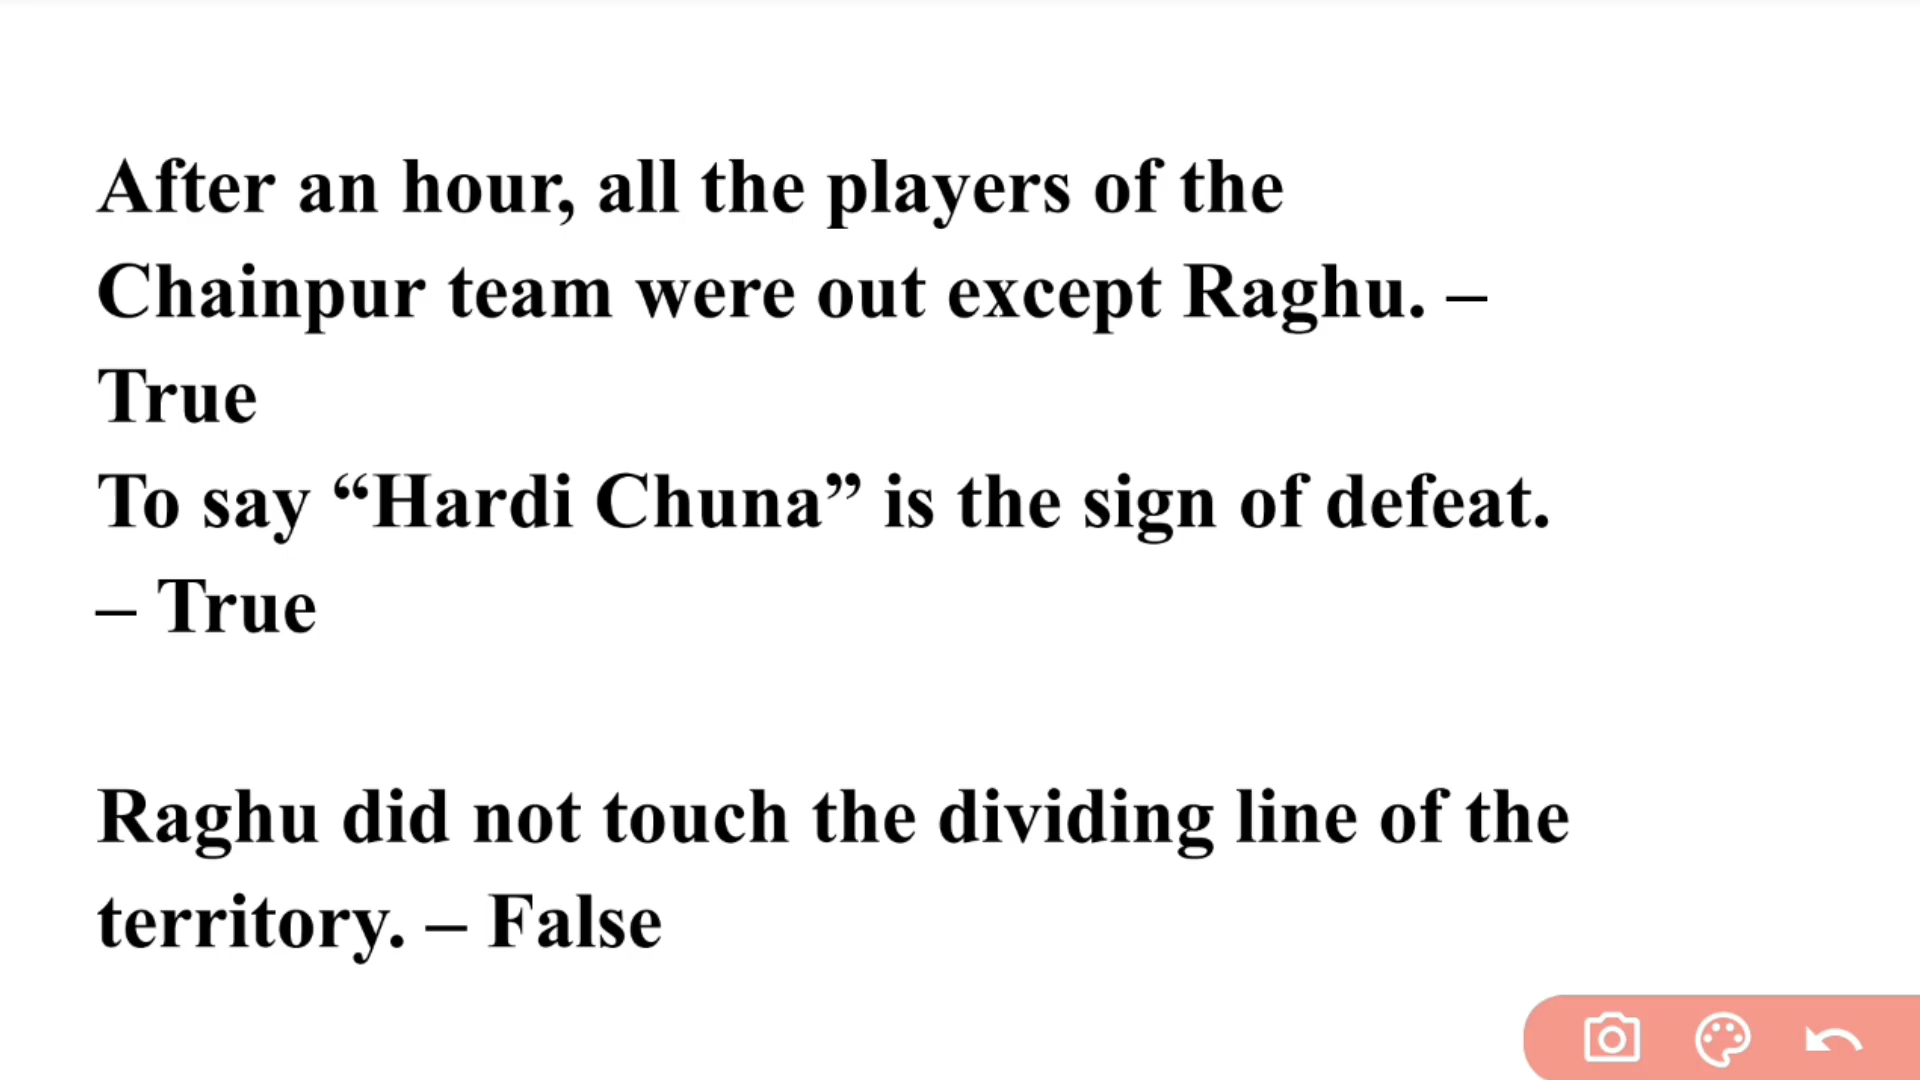 After an hour, all the players of the
Chainpur team were out except Raghu. –
True
To say “Hardi Chuna” is the sign of defeat.
– True
Raghu did not touch the dividing line of the
territory. – False